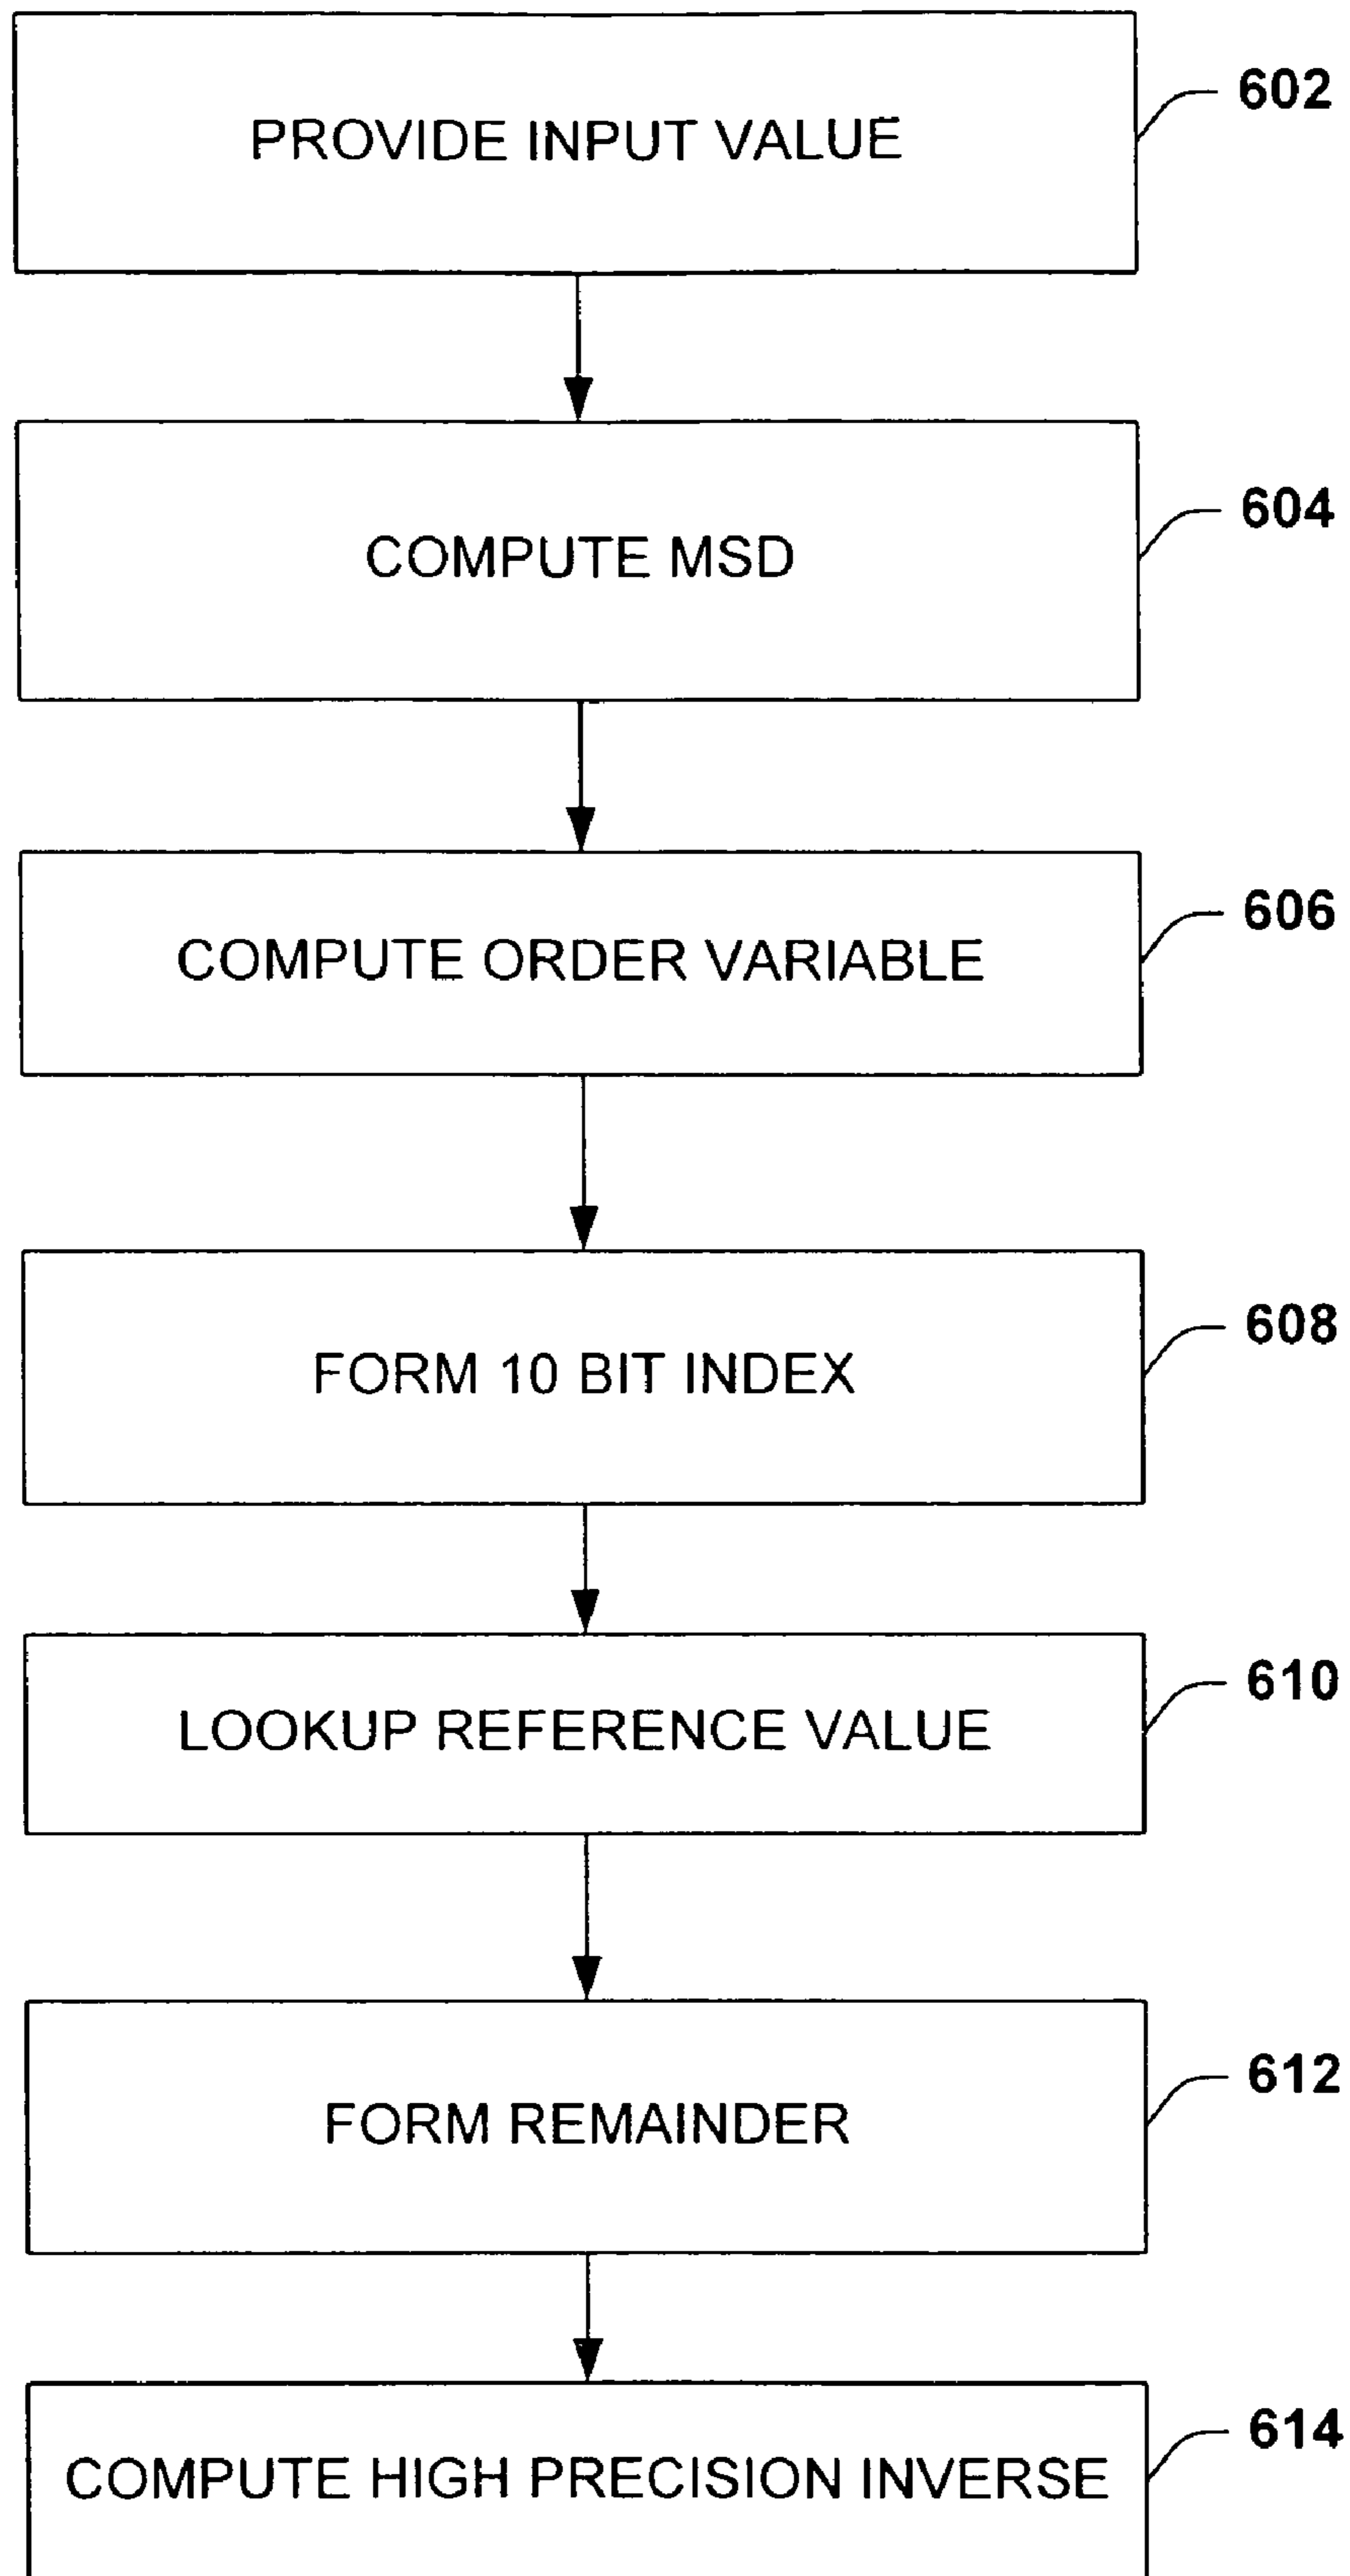 PROVIDE INPUT VALUE
602
COMPUTE MSD
604
COMPUTE ORDER VARIABLE
606
FORM 10 BIT INDEX
608
LOOKUP REFERENCE VALUE
610
FORM REMAINDER
612
COMPUTE HIGH PRECISION INVERSE
614